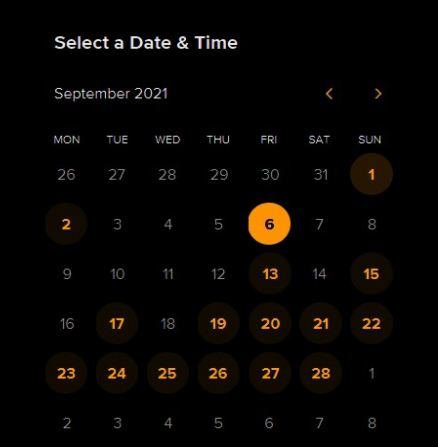 Select a Date & Time
September 2021
MON TUE WED THU FRI SAT SUN
26 27 28 29 30 31 1
2 3 4 5 6 7 8
9 10 11 12 13 14 15
16 17 18 19 20 21 22
23 24 25 26 27 28 1
2 3 4 5 6 7 8